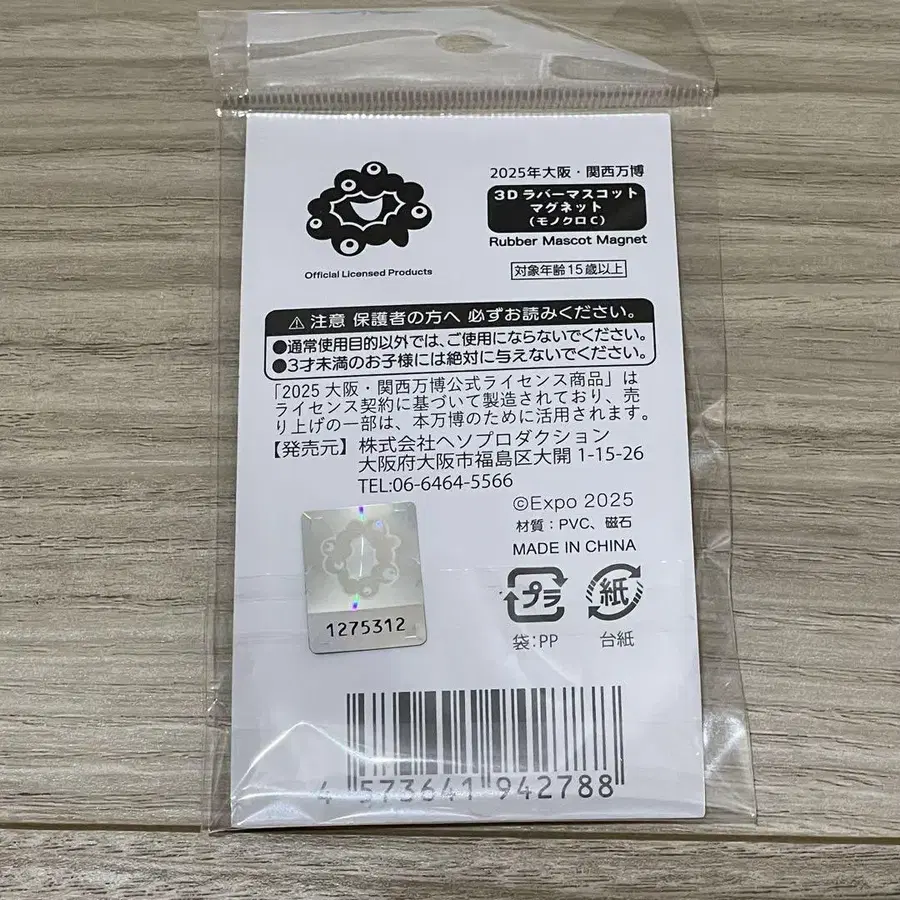 2025年大阪・関西万博
3Dラバーマスコット
マグネット
(モノクロC)
Rubber Mascot Magnet
Official Licensed Products
対象年齢15歳以上
⚠注意 保護者の方へ 必ずお読みください。
●通常使用目的以外では、ご使用にならないでください。
●3才未満のお子様には絶対に与えないでください。
「2025 大阪・関西万博公式ライセンス商品」は
ライセンス契約に基づいて製造されており、売
り上げの一部は、本万博のために活用されます。
【発売元】株式会社ヘソプロダクション
大阪府大阪市福島区大開 1-15-26
TEL:06-6464-5566
©Expo 2025
材質:PVC、磁石
MADE IN CHINA
プラ
紙
袋:PP
台紙
1275312
4 573641 942788